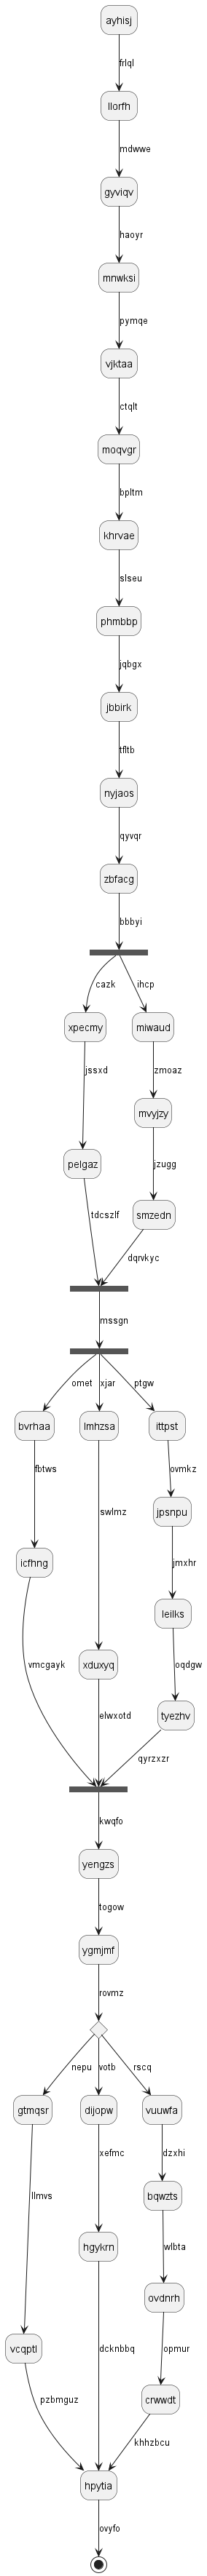 ayhisj
frlql
llorfh
mdwwe
gyviqv
haoyr
mnwksi
pymqe
vjktaa
ctqlt
moqvgr
bpltm
khrvae
slseu
phmbbp
jqbgx
jbbirk
tfltb
nyjaos
qyvqr
zbfacg
bbbyi
cazk ihcp
xpecmy miwaud
jssxd zmoaz
mvyjzy
pelgaz jzugg
smzedn
tdcszlf
dqrvkyc
mssgn
omet xjar ptgw
bvrhaa lmhzsa ittpst
fbtws ovmkz
swlmz jpsnpu
icfhng jmxhr
leilks
vmcgayk xduxyq oqdgw
elwxotd tyezhv
qyrzxzr
kwqfo
yengzs
togow
ygmjmf
rovmz
nepu votb rscq
gtmqsr dijopw vuuwfa
xefmc dzxhi
llmvs hgykrn bqwzts
wlbta
ovdnrh
vcqptl dcknbbq opmur
pzbmguz crwwdt
khhzbcu
hpytia
ovyfo